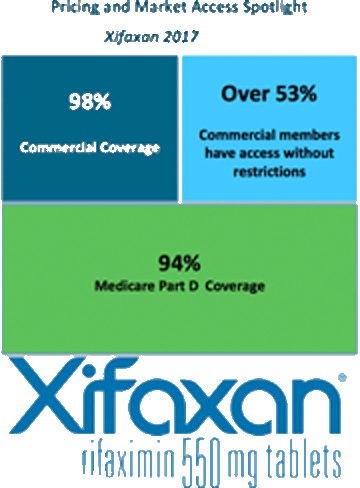 Pricing and Market Access Spotlight
Xifaxan 2017
98%
Commercial Coverage
Over 53%
Commercial members
have access without
restrictions
94%
Medicare Part D Coverage
Xifaxan®
rifaximin 550 mg tablets